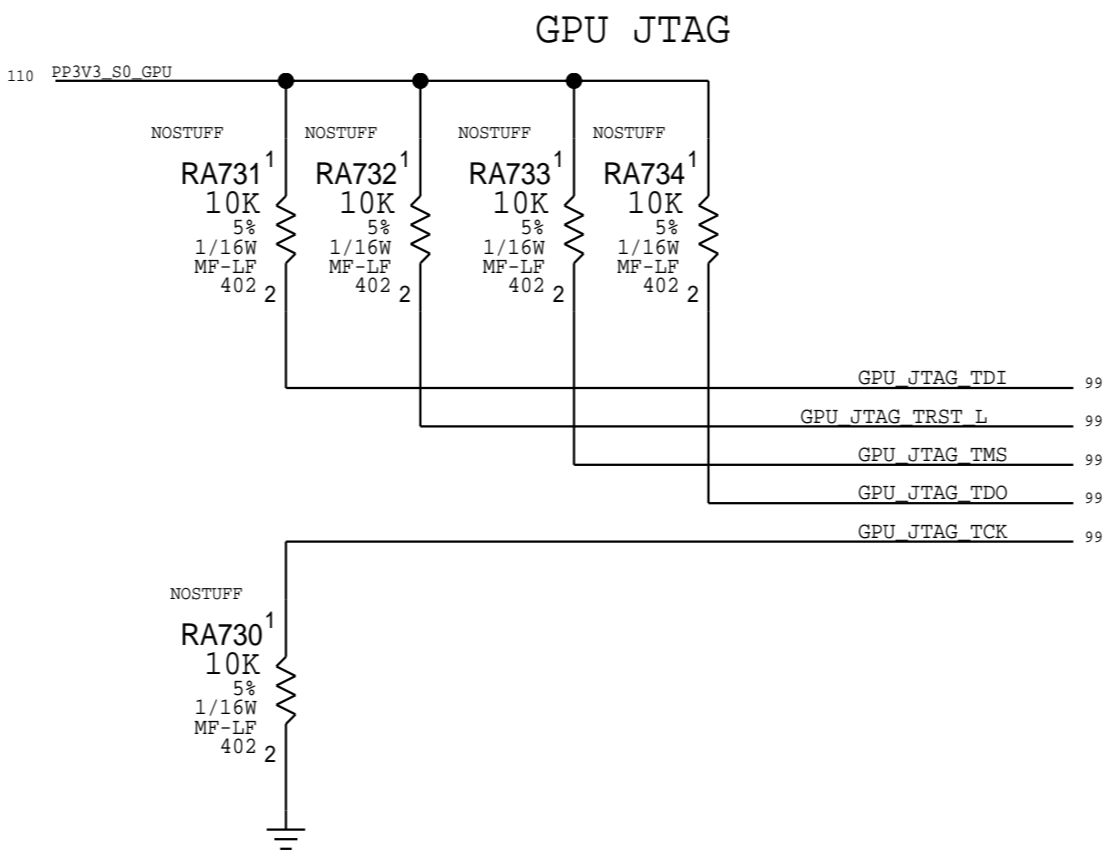 GPU JTAG
110 PP3V3_S0_GPU
NOSTUFF NOSTUFF NOSTUFF NOSTUFF
RA731 1 RA732 1 RA733 1 RA734 1
10K 10K 10K 10K
5% 5% 5% 5%
1/16W 1/16W 1/16W 1/16W
MF-LF MF-LF MF-LF MF-LF
402 2 402 2 402 2 402 2
GPU_JTAG_TDI 99
GPU_JTAG_TRST_L 99
GPU_JTAG_TMS 99
GPU_JTAG_TDO 99
GPU_JTAG_TCK 99
NOSTUFF
RA730 1
10K
5%
1/16W
MF-LF
402 2